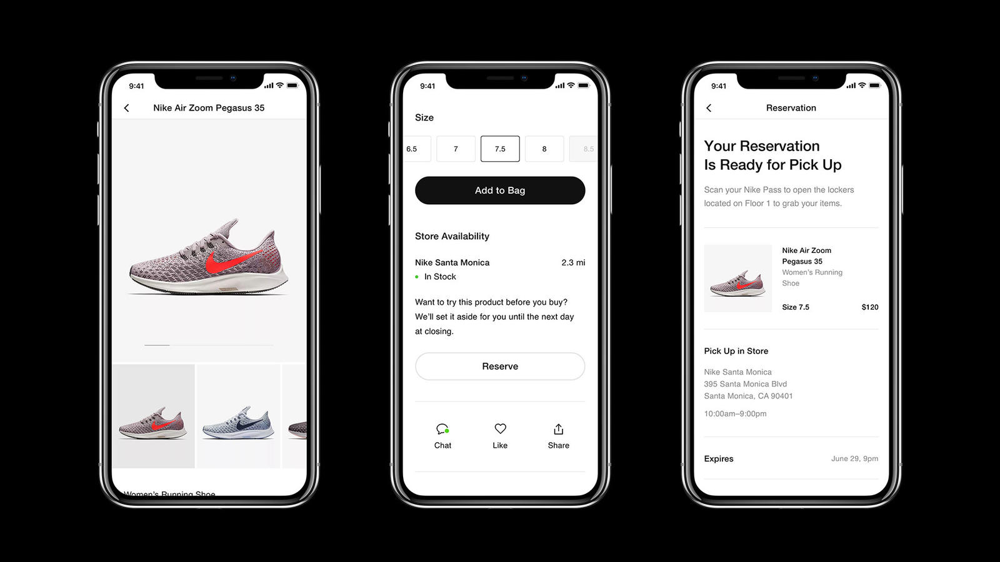 9:41
Nike Air Zoom Pegasus 35
Women's Running Shoe
9:41
Size
6.5
7
7.5
8
8.5
Add to Bag
Store Availability
Nike Santa Monica 2.3 mi
In Stock
Want to try this product before you buy?
We'll set it aside for you until the next day
at closing.
Reserve
Chat
Like
Share
9:41
Reservation
Your Reservation
Is Ready for Pick Up
Scan your Nike Pass to open the lockers
located on Floor 1 to grab your items.
Nike Air Zoom
Pegasus 35
Women's Running
Shoe
Size 7.5 $120
Pick Up in Store
Nike Santa Monica
395 Santa Monica Blvd
Santa Monica, CA 90401
10:00am–9:00pm
Expires June 29, 9pm